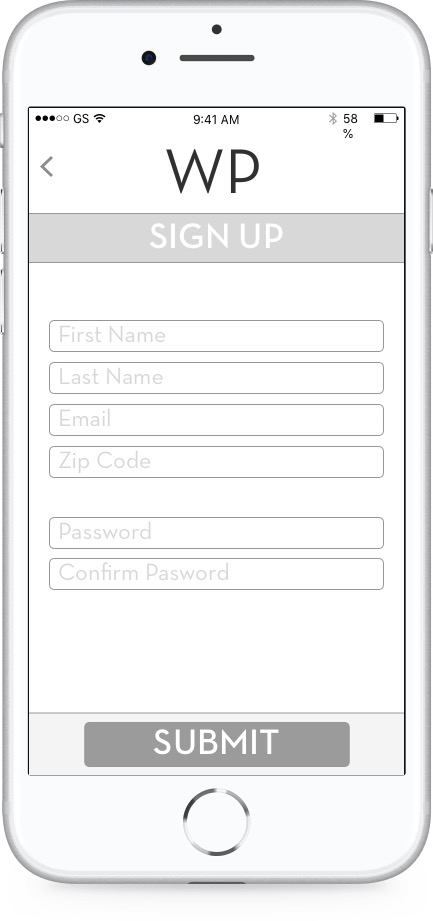 GS 9:41 AM 58
%
WP
SIGN UP
First Name
Last Name
Email
Zip Code
Password
Confirm Pasword
SUBMIT